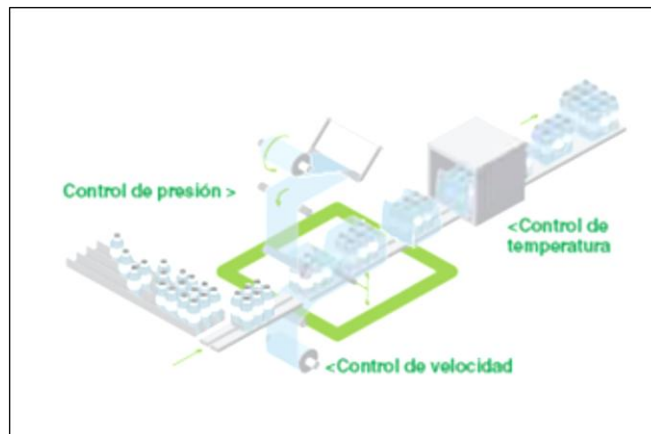 Control de presión >
<Control de
temperatura
<Control de velocidad